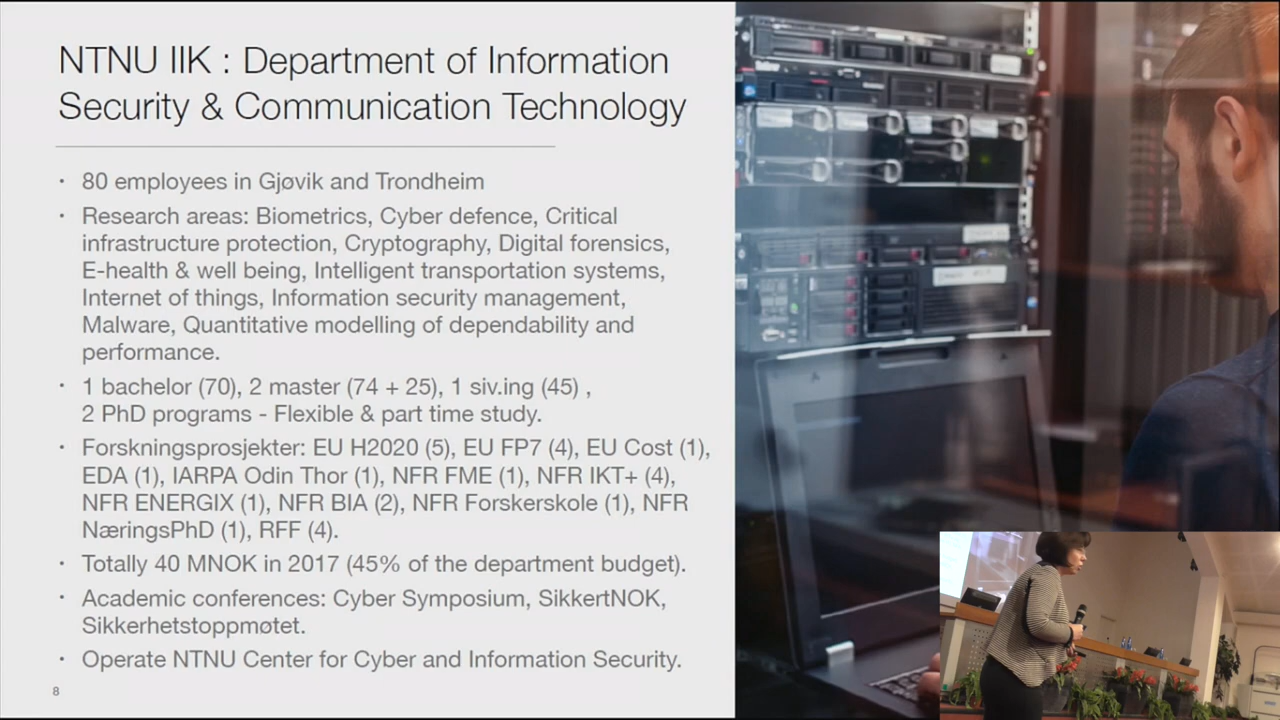 NTNU IIK : Department of Information
Security & Communication Technology
· 80 employees in Gjøvik and Trondheim
· Research areas: Biometrics, Cyber defence, Critical
infrastructure protection, Cryptography, Digital forensics,
E-health & well being, Intelligent transportation systems,
Internet of things, Information security management,
Malware, Quantitative modelling of dependability and
performance.
· 1 bachelor (70), 2 master (74 + 25), 1 siv.ing (45) ,
2 PhD programs - Flexible & part time study.
· Forskningsprosjekter: EU H2020 (5), EU FP7 (4), EU Cost (1),
EDA (1), IARPA Odin Thor (1), NFR FME (1), NFR IKT+ (4),
NFR ENERGIX (1), NFR BIA (2), NFR Forskerskole (1), NFR
NæringsPhD (1), RFF (4).
· Totally 40 MNOK in 2017 (45% of the department budget).
· Academic conferences: Cyber Symposium, SikkertNOK,
Sikkerhetstoppmøtet.
· Operate NTNU Center for Cyber and Information Security.
8